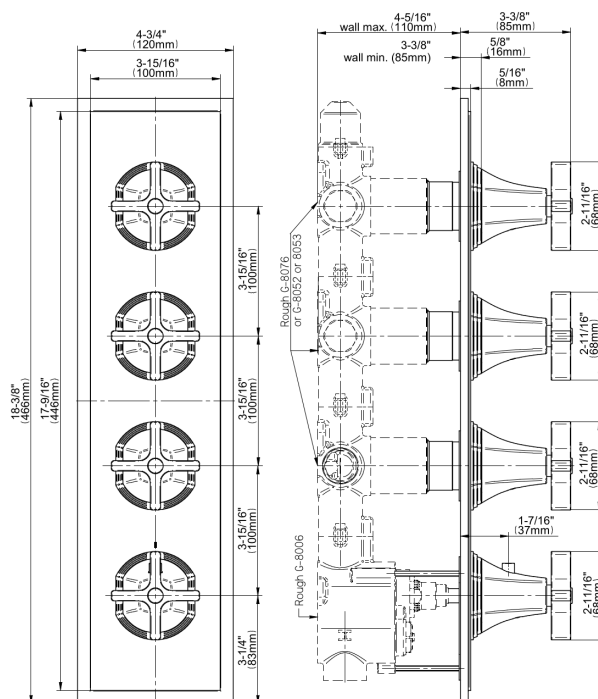 4-3/4"
(120mm)
3-15/16"
(100mm)
18-3/8"
(466mm)
17-9/16"
(446mm)
3-15/16"
(100mm)
3-15/16"
(100mm)
3-15/16"
(100mm)
3-1/4"
(83mm)
4-5/16"
wall max. (110mm)
3-3/8"
wall min. (85mm)
3-3/8"
(85mm)
5/8"
(16mm)
5/16"
(8mm)
Rough G-8076
or G-8052 or 8053
Rough G-8006
2-11/16"
(68mm)
2-11/16"
(68mm)
2-11/16"
(68mm)
1-7/16"
(37mm)
2-11/16"
(68mm)